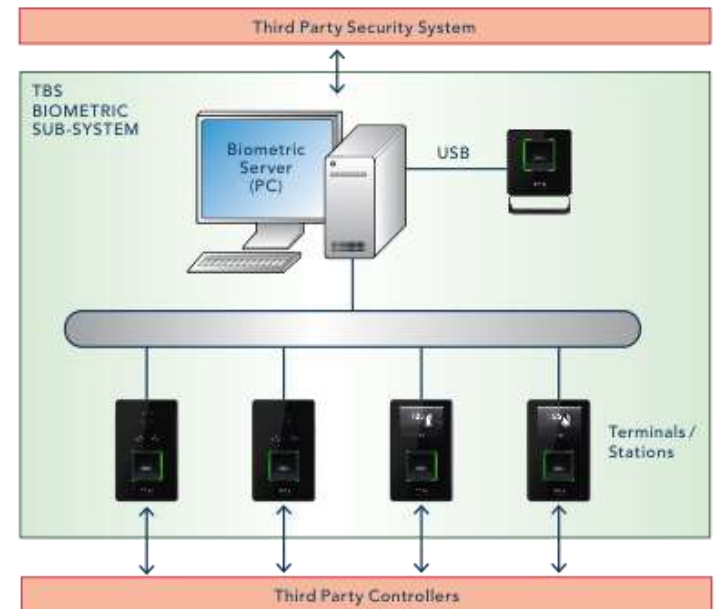 Third Party Security System
TBS
BIOMETRIC
SUB-SYSTEM
Biometric
Server
(PC)
USB
Terminals /
Stations
Third Party Controllers